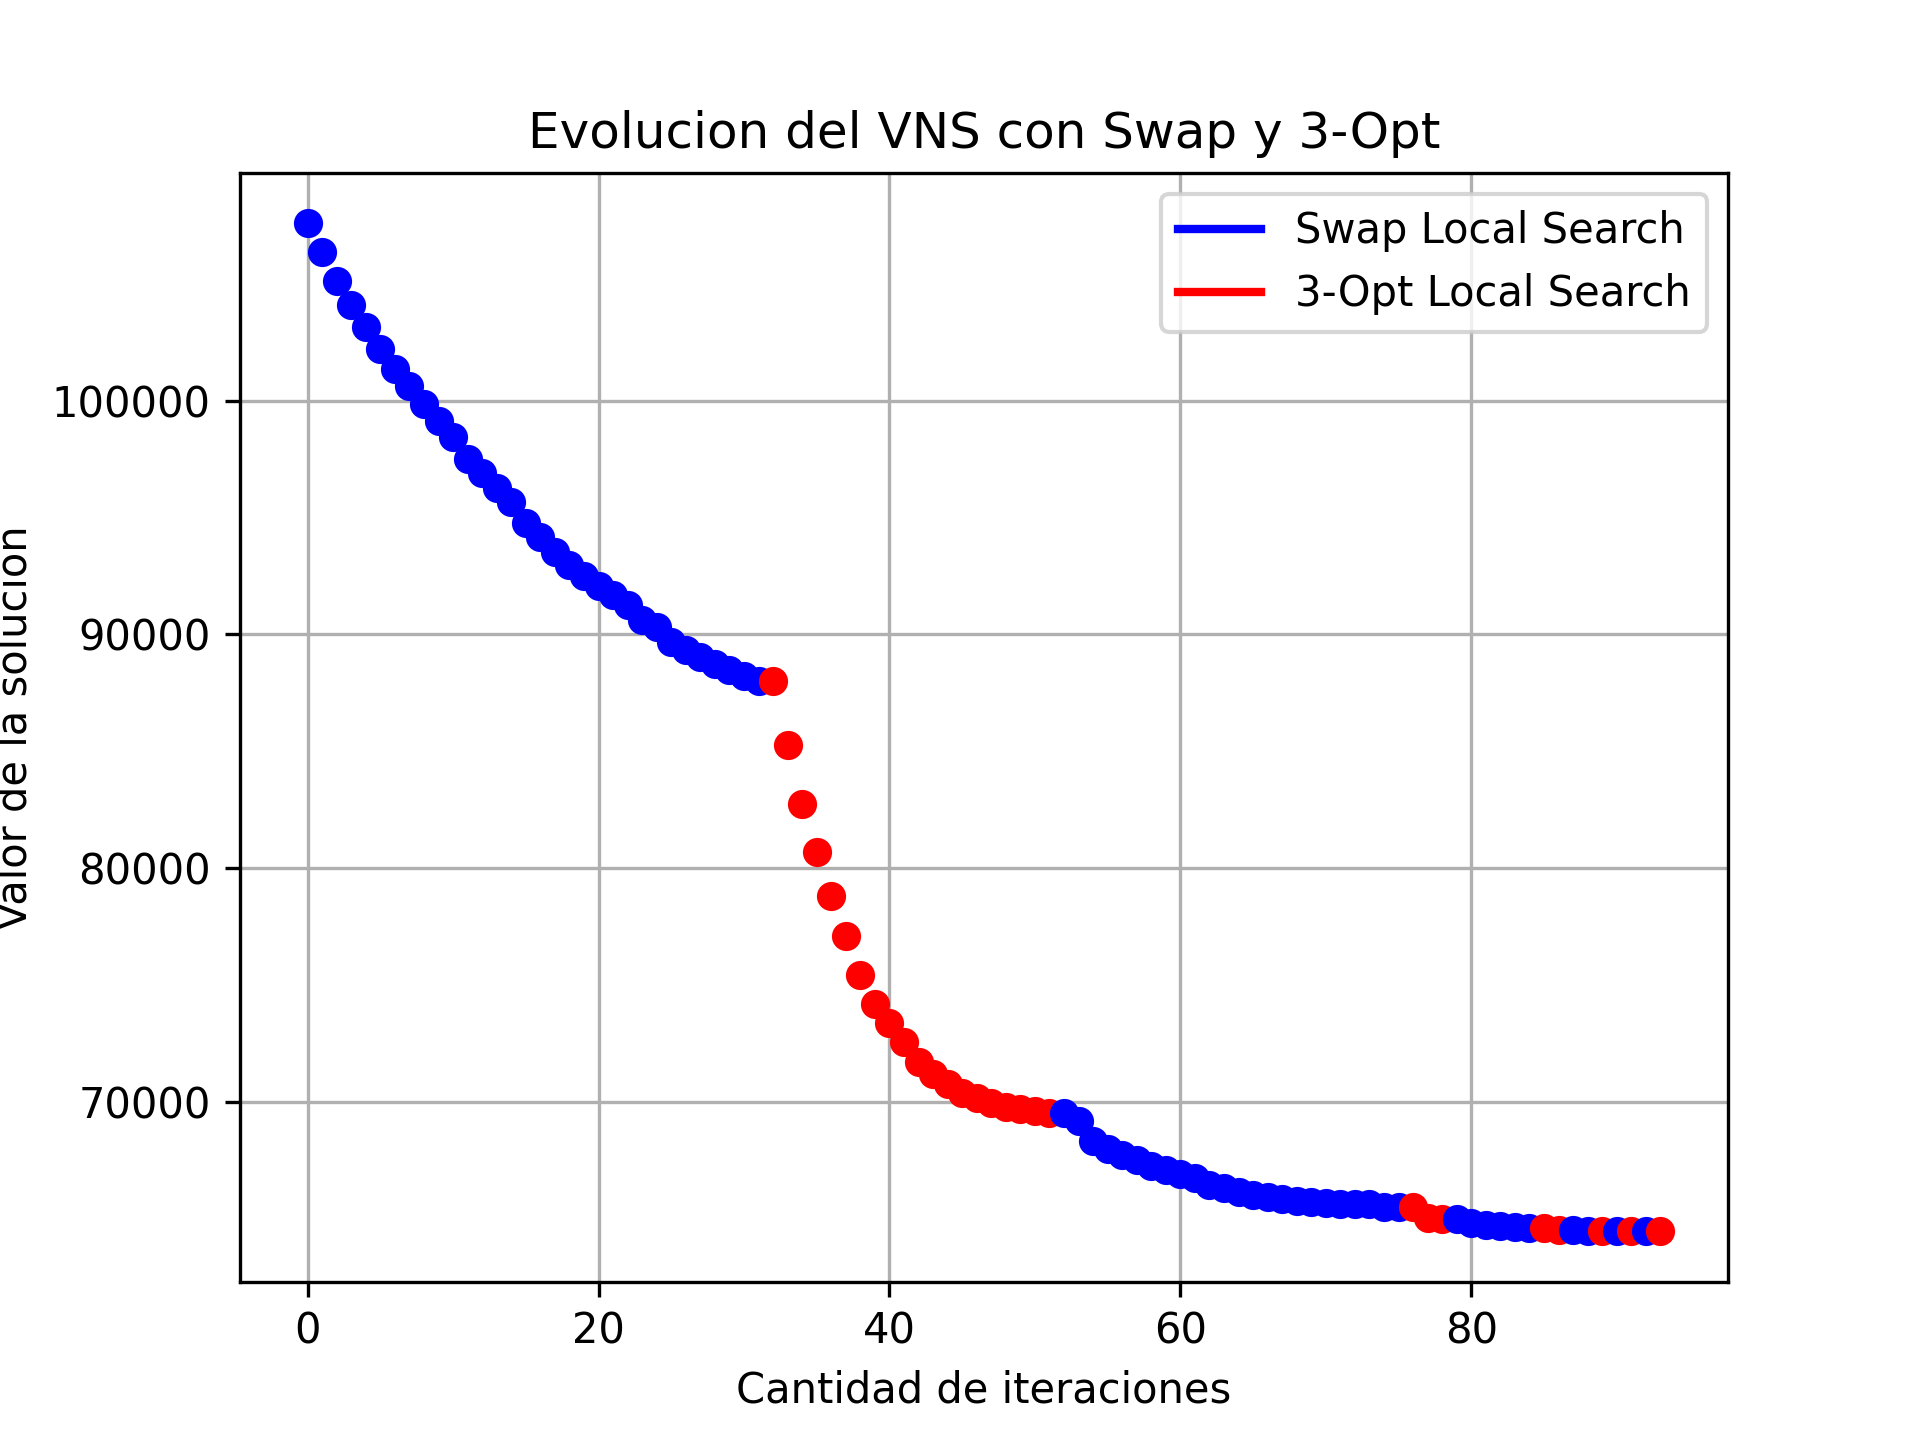 Evolucion del VNS con Swap y 3-Opt
Swap Local Search
3-Opt Local Search
Valor de la solucion
100000
90000
80000
70000
0 20 40 60 80
Cantidad de iteraciones